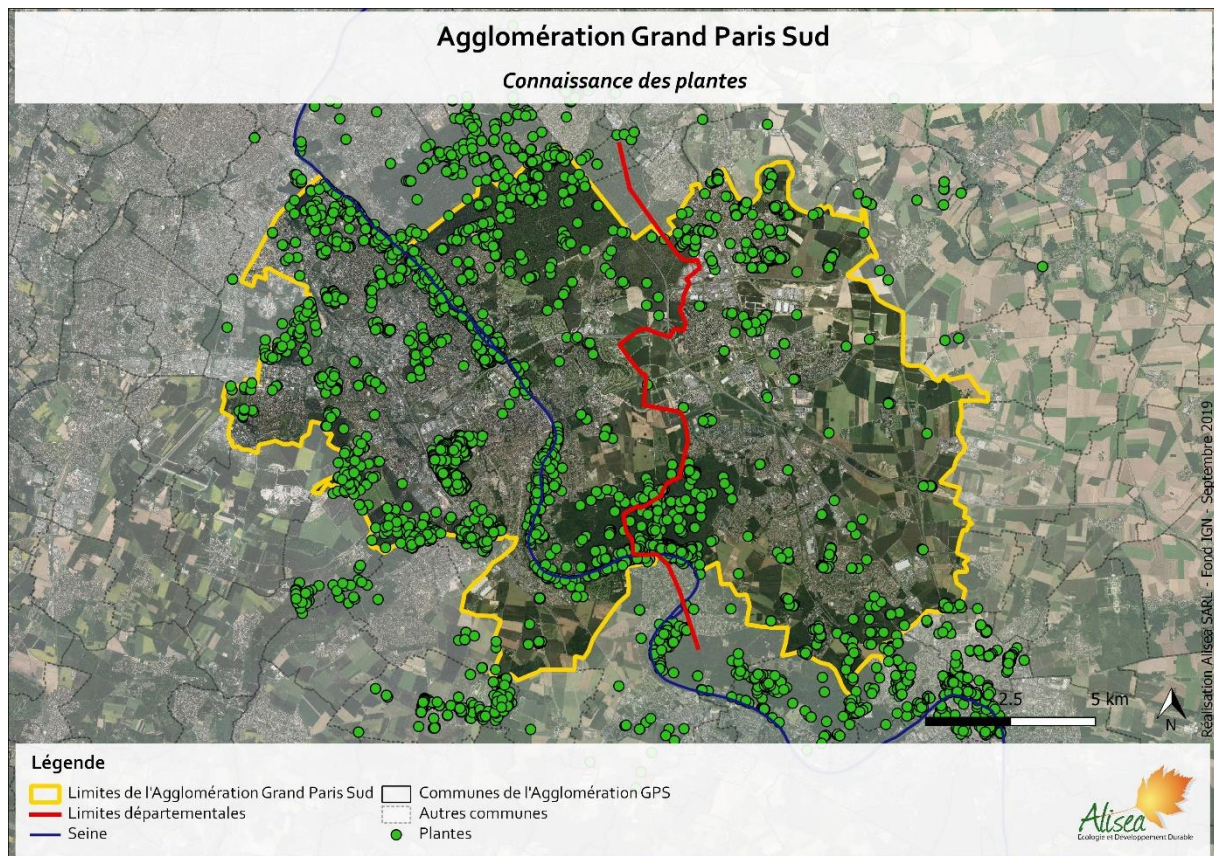 Agglomération Grand Paris Sud
Connaissance des plantes
2.5
5 km
N
Réalisation Alisea SARL - Fond IGN - Septembre 2019
Légende
Limites de l'Agglomération Grand Paris Sud
Limites départementales
Seine
Communes de l'Agglomération GPS
Autres communes
Plantes
Alisea
Ecologie et Développement Durable